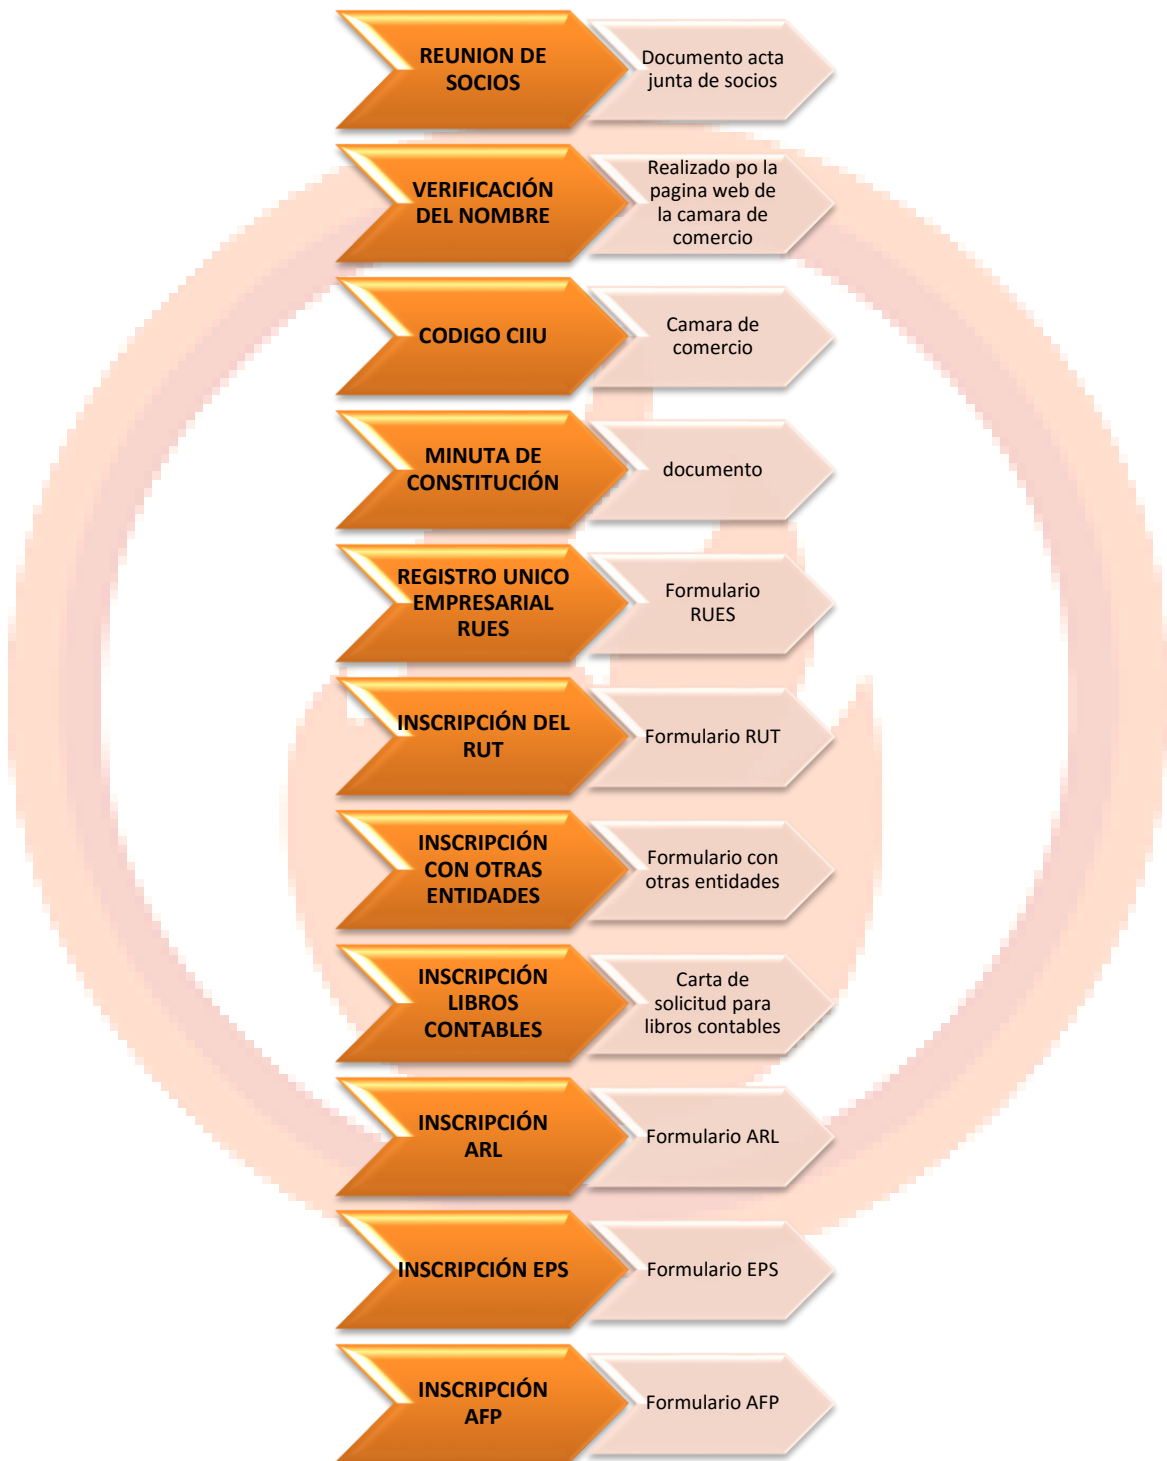 REUNION DE
SOCIOS
Documento acta
junta de socios
VERIFICACIÓN
DEL NOMBRE
Realizado po la
pagina web de
la camara de
comercio
CODIGO CIIU
Camara de
comercio
MINUTA DE
CONSTITUCIÓN
documento
REGISTRO UNICO
EMPRESARIAL
RUES
Formulario
RUES
INSCRIPCIÓN DEL
RUT
Formulario RUT
INSCRIPCIÓN
CON OTRAS
ENTIDADES
Formulario con
otras entidades
INSCRIPCIÓN
LIBROS
CONTABLES
Carta de
solicitud para
libros contables
INSCRIPCIÓN
ARL
Formulario ARL
INSCRIPCIÓN EPS
Formulario EPS
INSCRIPCIÓN
AFP
Formulario AFP